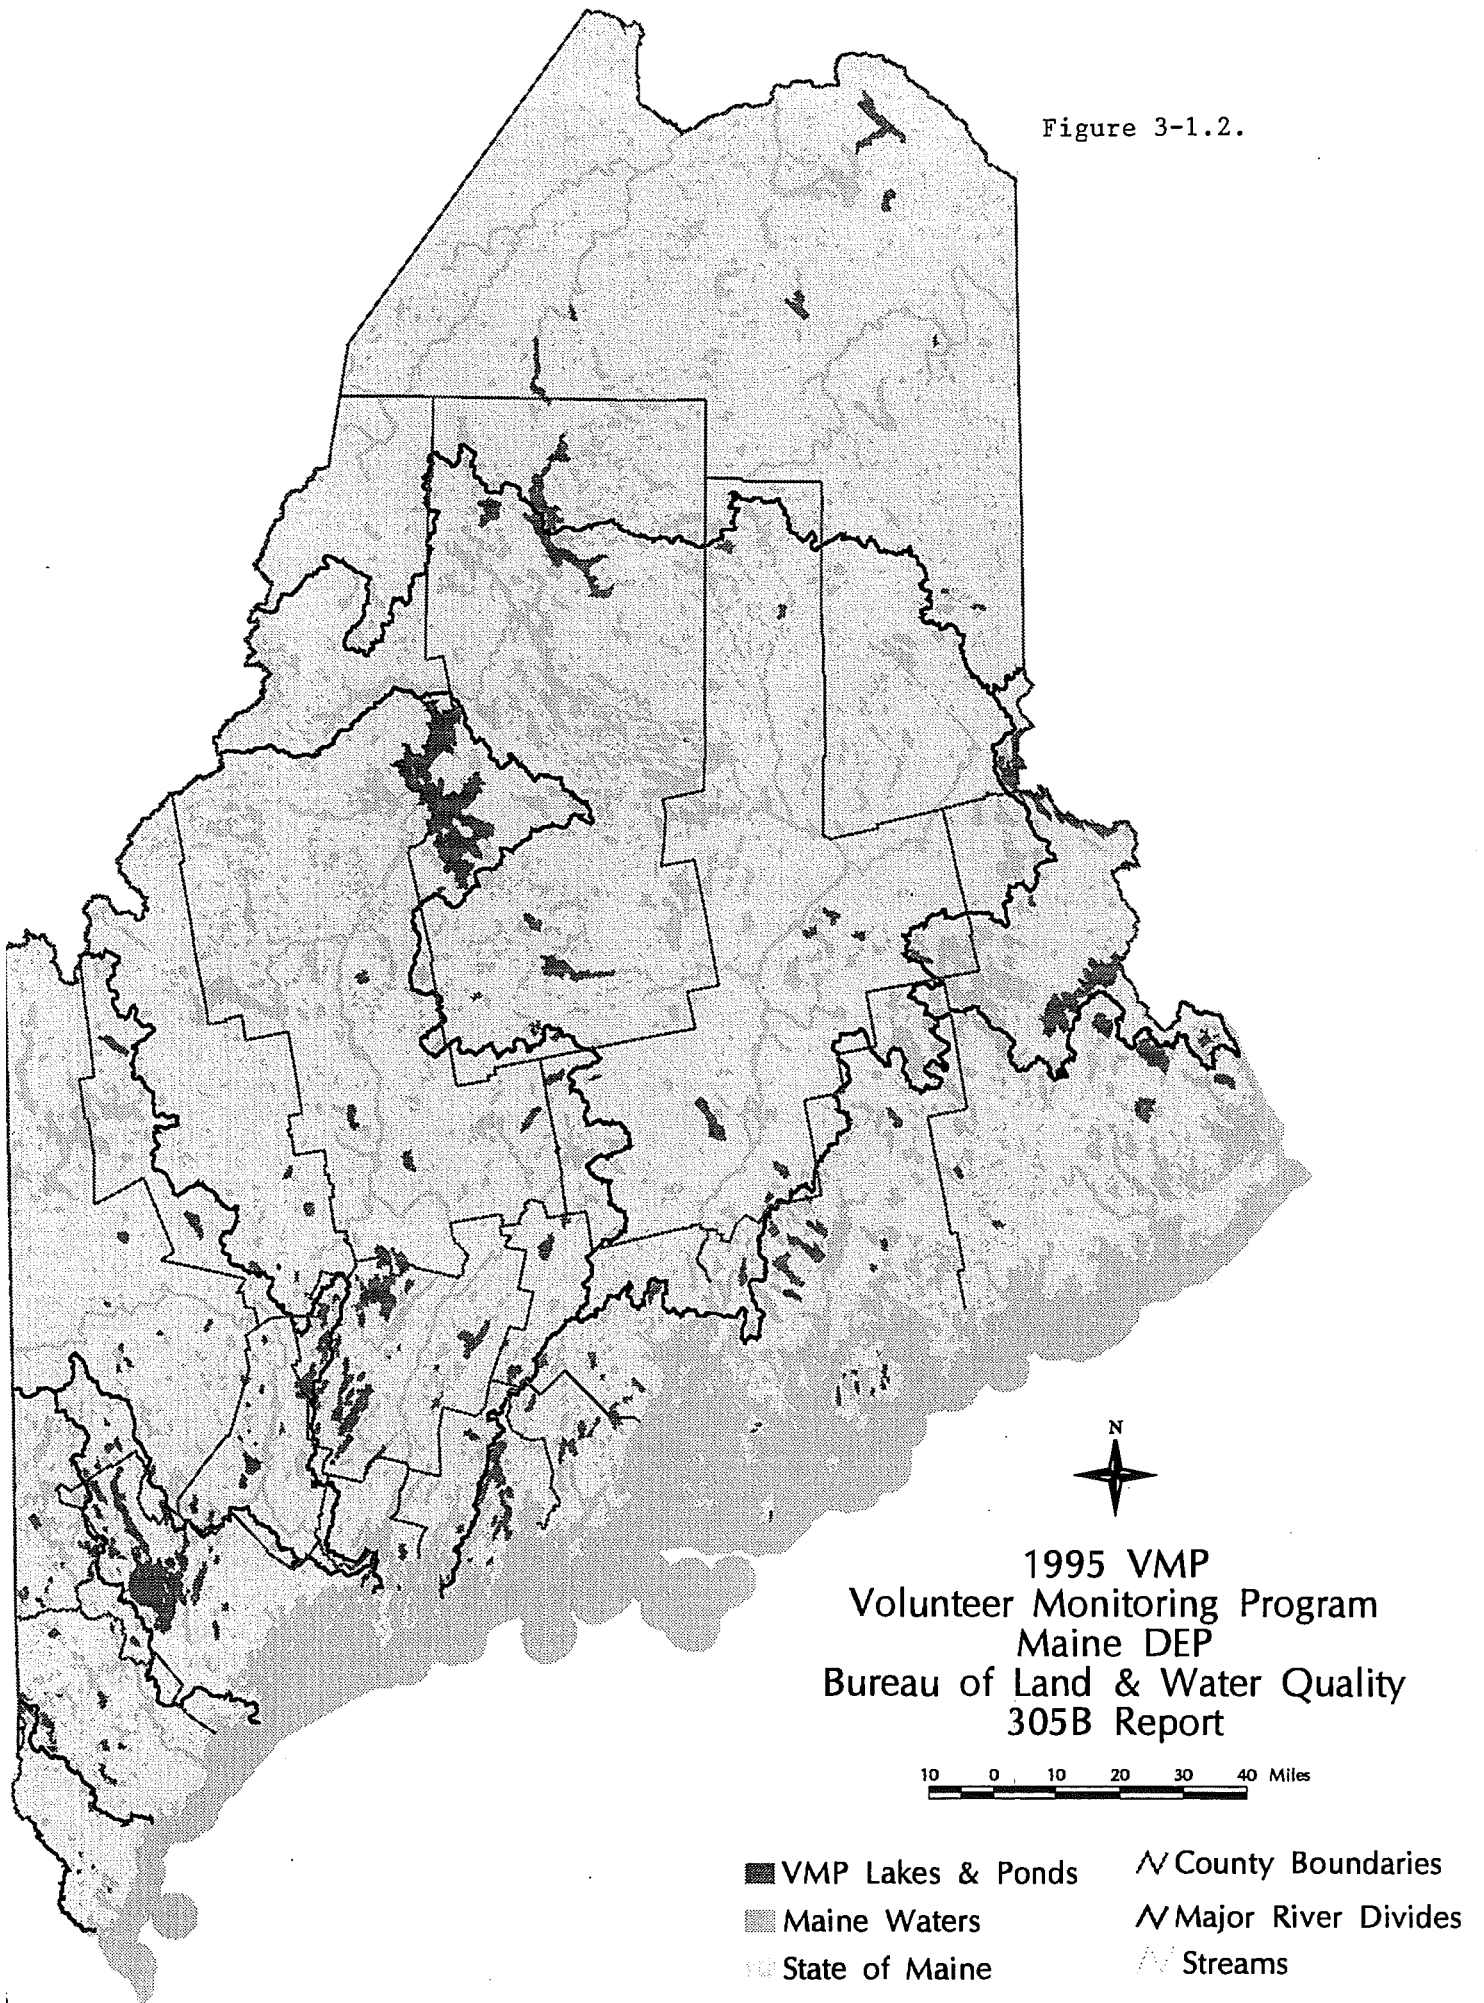 Figure 3-1.2.
N
1995 VMP
Volunteer Monitoring Program
Maine DEP
Bureau of Land & Water Quality
305B Report
10 0 10 20 30 40 Miles
VMP Lakes & Ponds
Maine Waters
State of Maine
County Boundaries
Major River Divides
Streams